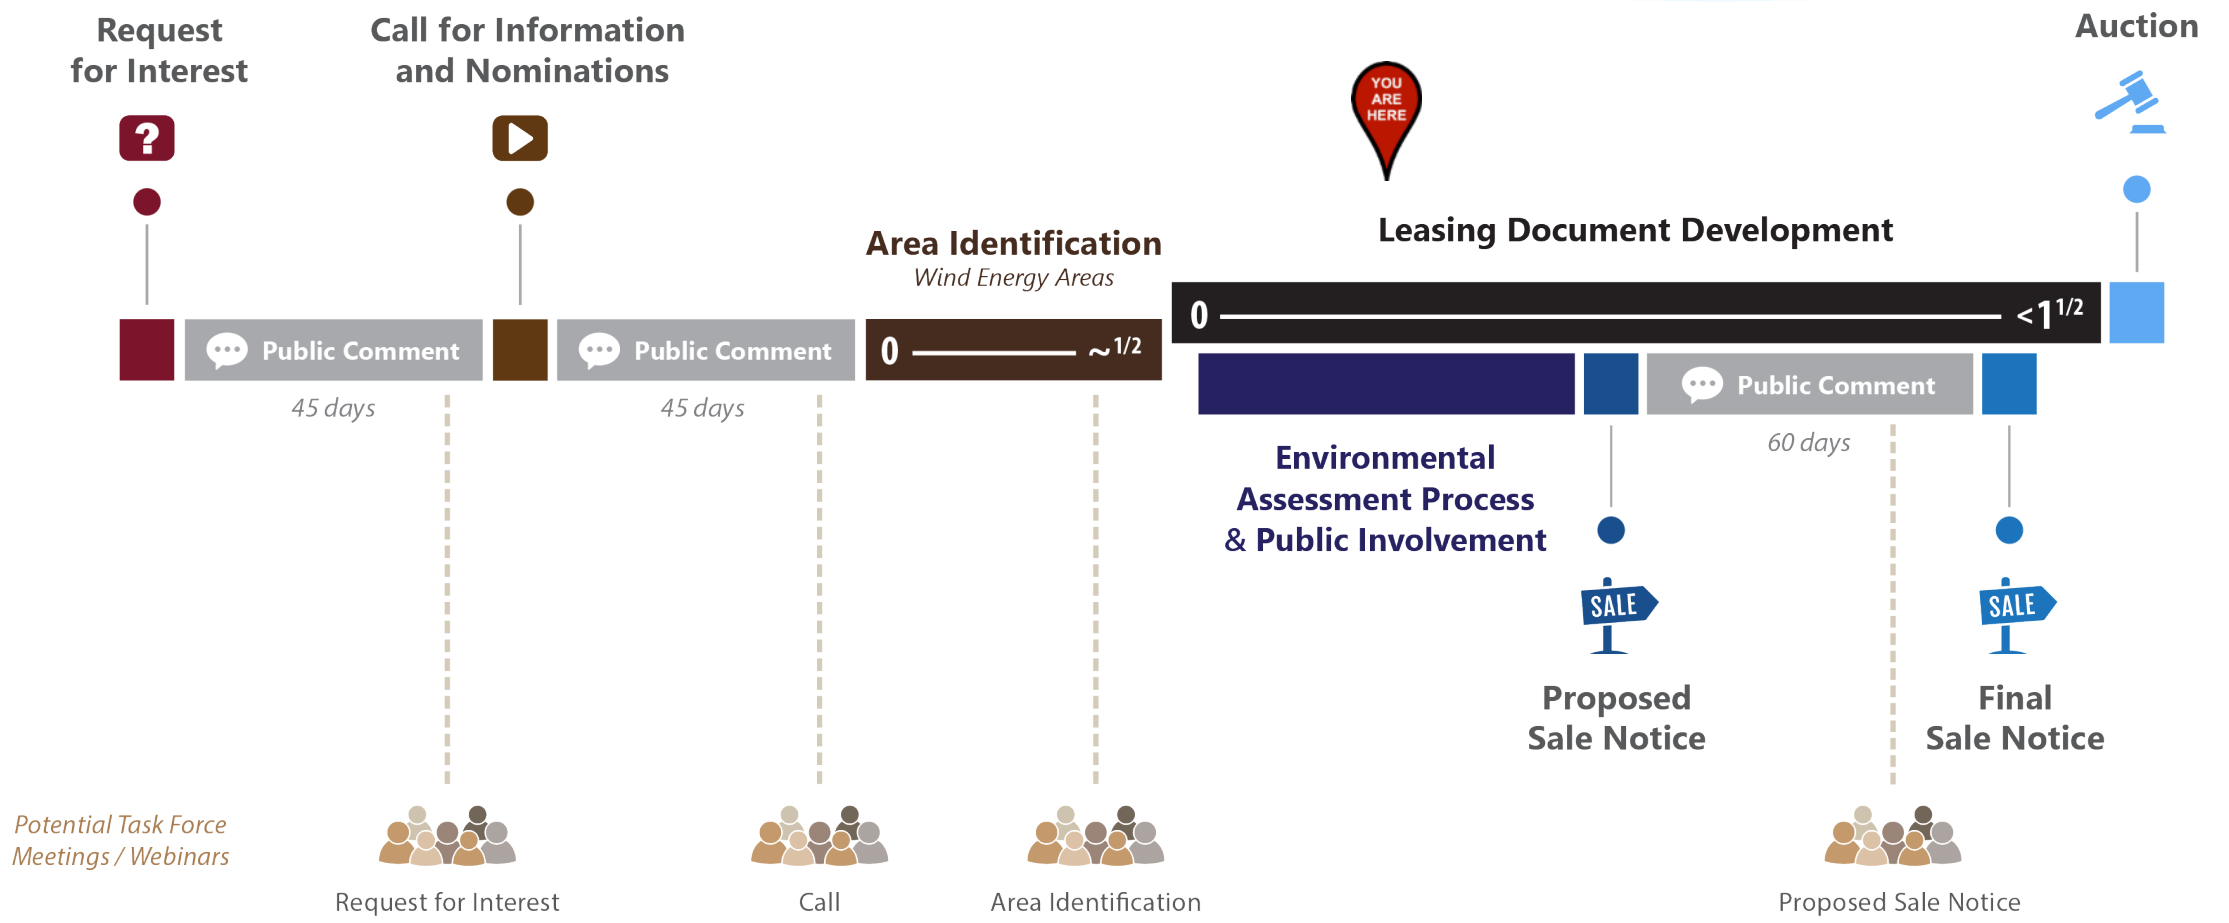 Request
for Interest
Call for Information
and Nominations
Auction
?
YOU
ARE
HERE
Area Identification
Wind Energy Areas
Leasing Document Development
0 <1 1/2
Public Comment
Public Comment
0 ~1/2
Public Comment
45 days
45 days
60 days
Environmental
Assessment Process
& Public Involvement
SALE
SALE
Proposed
Sale Notice
Final
Sale Notice
Potential Task Force
Meetings / Webinars
Request for Interest
Call
Area Identification
Proposed Sale Notice